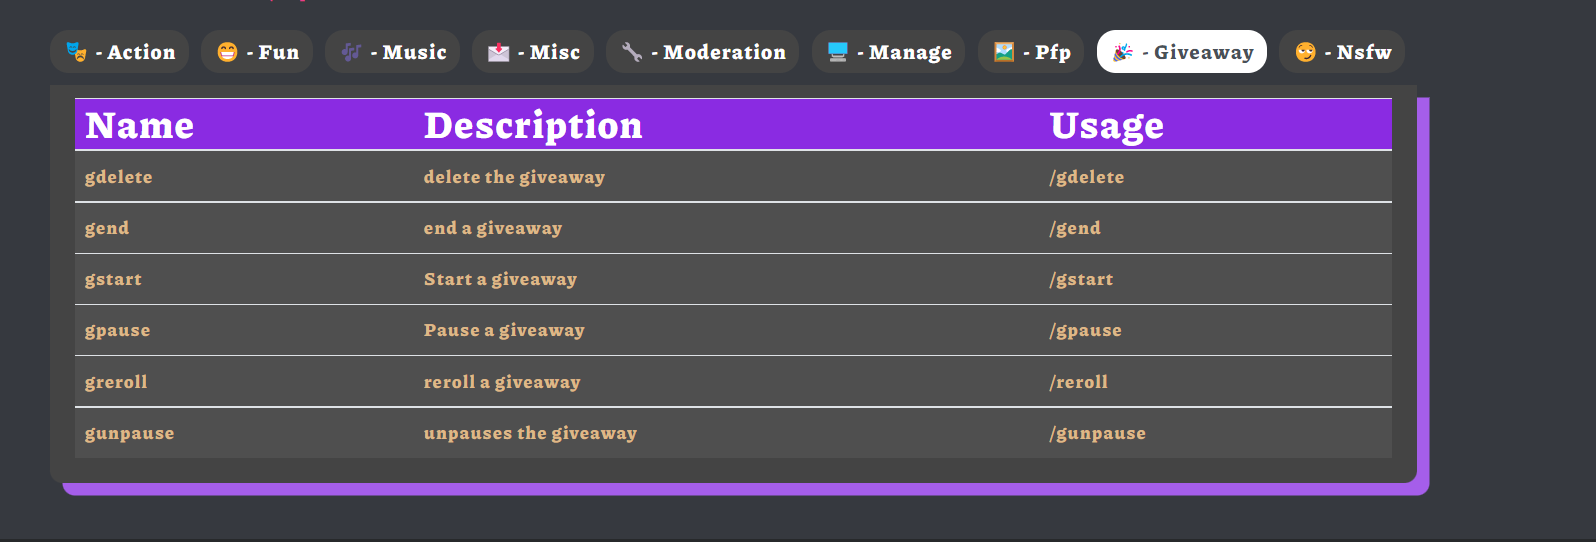 🎭 - Action 😁 - Fun 🎶 - Music 📩 - Misc 🔧 - Moderation 🖥️ - Manage 🖼️ - Pfp 🎉 - Giveaway 😏 - Nsfw
Name Description Usage
gdelete delete the giveaway /gdelete
gend end a giveaway /gend
gstart Start a giveaway /gstart
gpause Pause a giveaway /gpause
greroll reroll a giveaway /reroll
gunpause unpauses the giveaway /gunpause